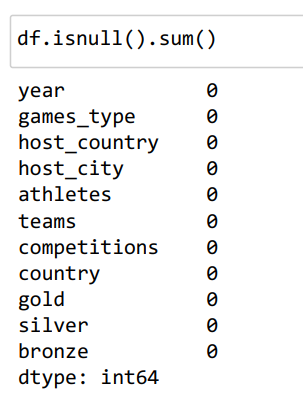 df.isnull().sum()
year 0
games_type 0
host_country 0
host_city 0
athletes 0
teams 0
competitions 0
country 0
gold 0
silver 0
bronze 0
dtype: int64